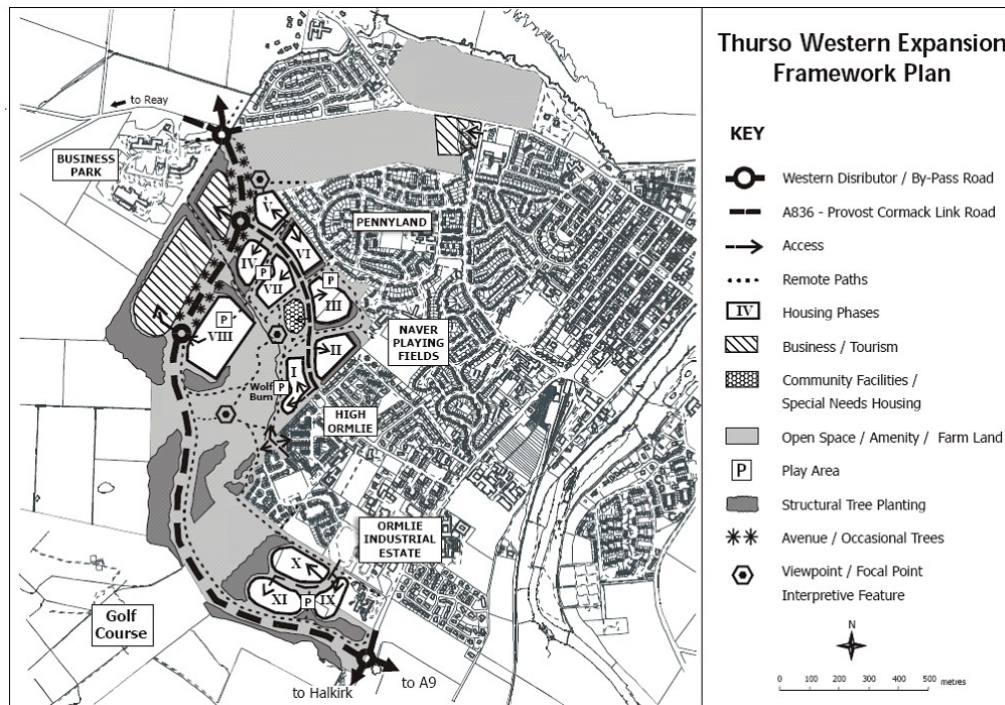 Thurso Western Expansion
Framework Plan
KEY
Western Disributor / By-Pass Road
A836 - Provost Cormack Link Road
Access
Remote Paths
IV
Housing Phases
Business / Tourism
Community Facilities /
Special Needs Housing
Open Space / Amenity / Farm Land
P
Play Area
Structural Tree Planting
Avenue / Occasional Trees
Viewpoint / Focal Point
Interpretive Feature
N
0 100 200 300 400 500 metres
to Reay
BUSINESS
PARK
PENNYLAND
V
VI
IV
P
VII
P
III
P
VIII
NAVER
PLAYING
FIELDS
II
I
Wolf
Burn
P
HIGH
ORMLIE
ORMLIE
INDUSTRIAL
ESTATE
X
XI
P
IX
Golf
Course
to Halkirk
to A9